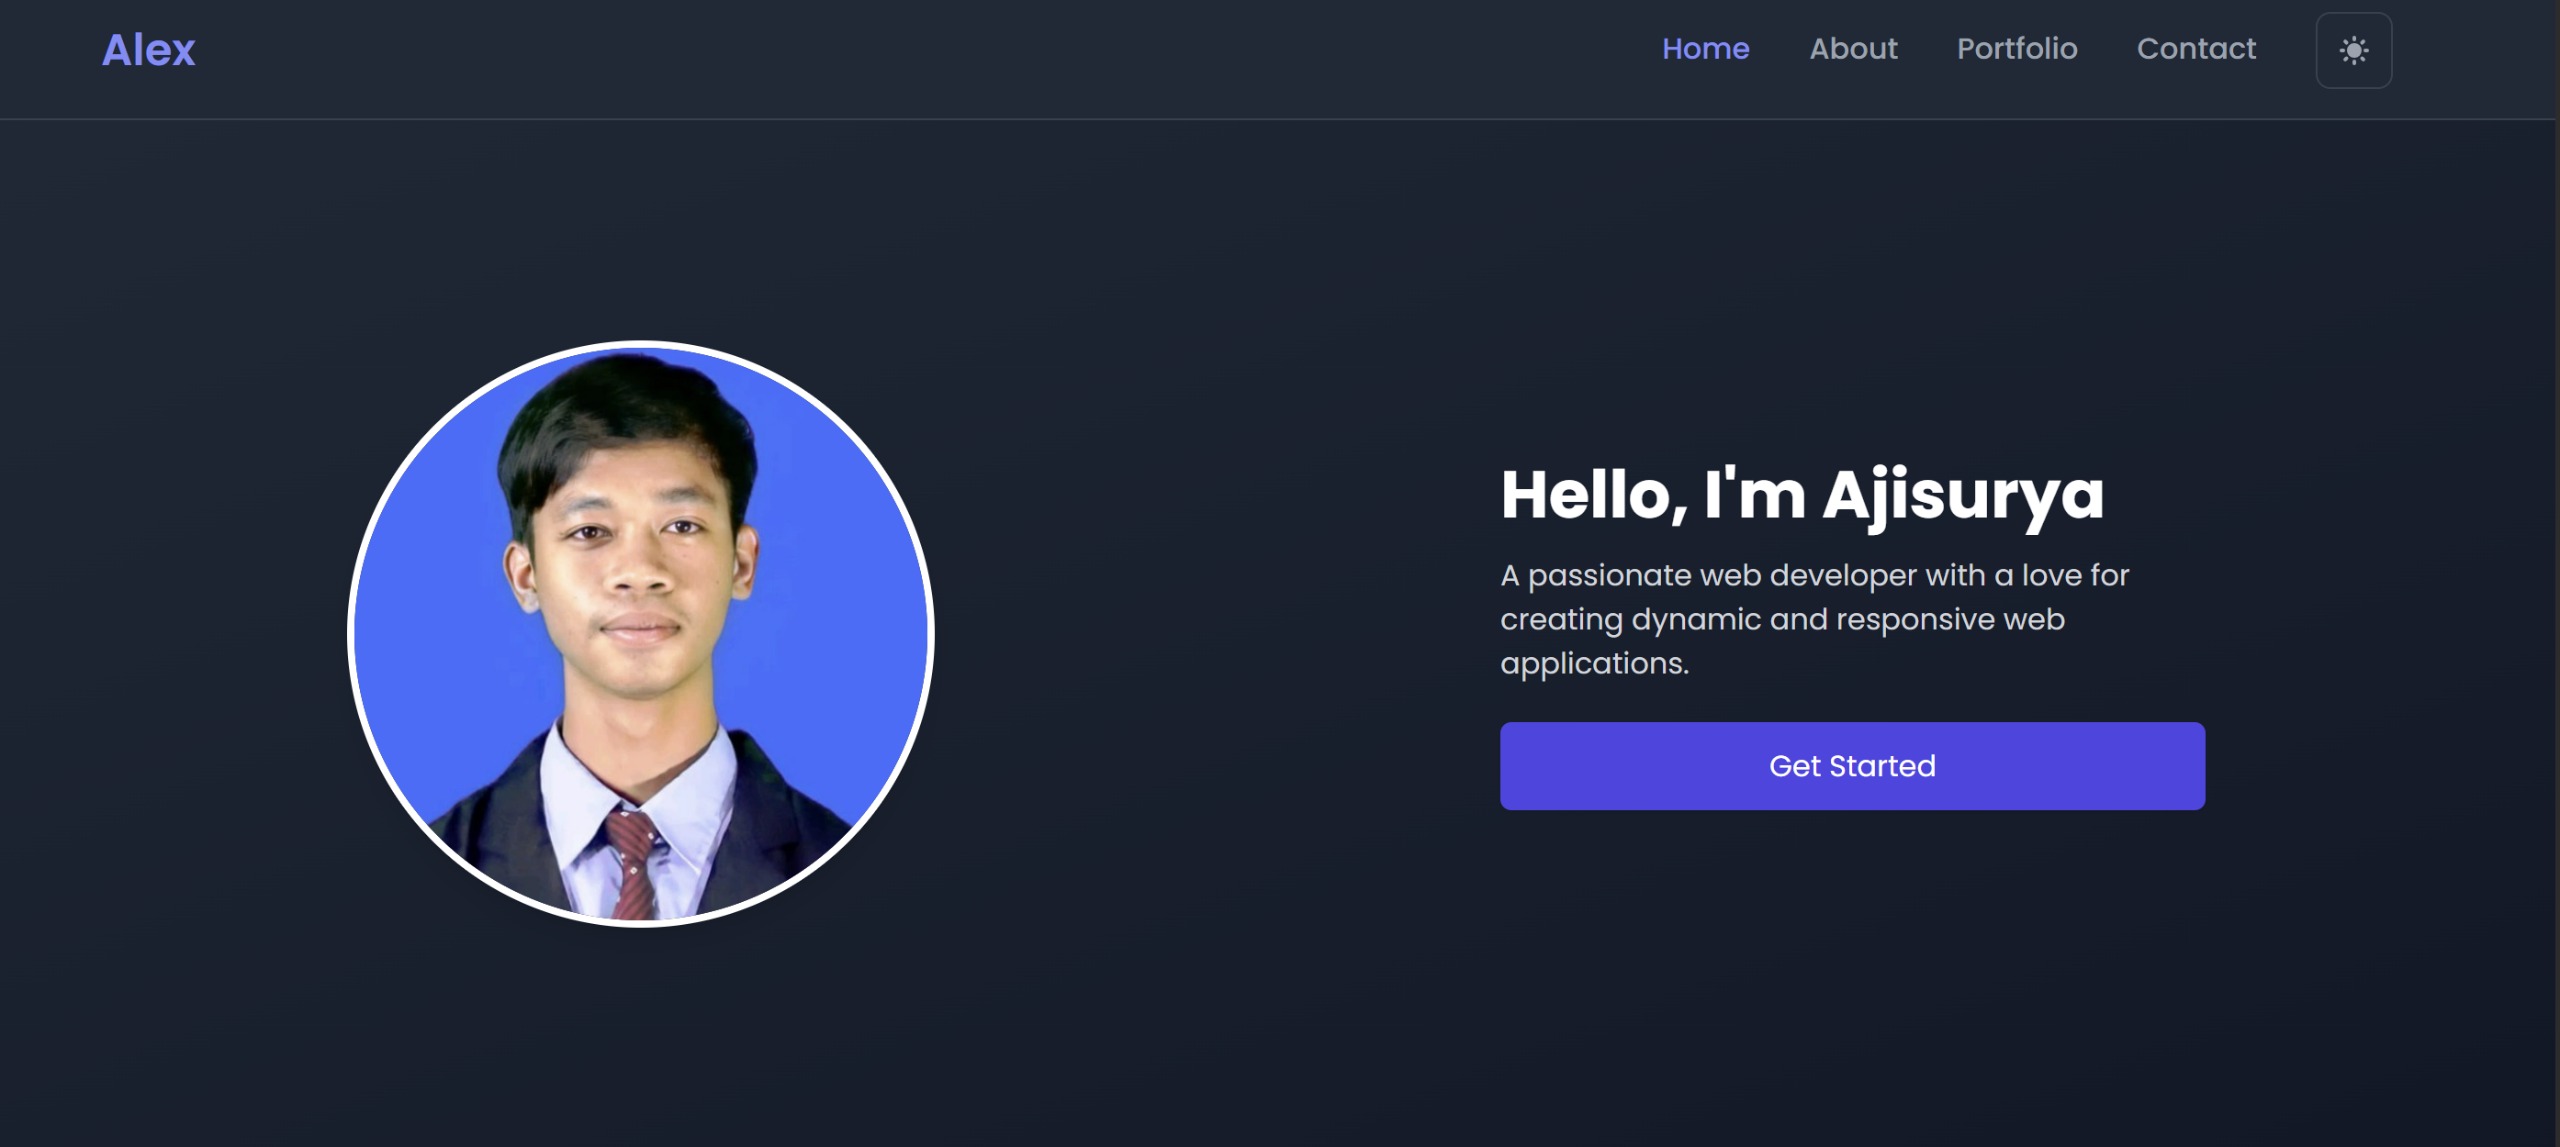 Alex
Home
About
Portfolio
Contact
Hello, I'm Ajisurya
A passionate web developer with a love for
creating dynamic and responsive web
applications.
Get Started